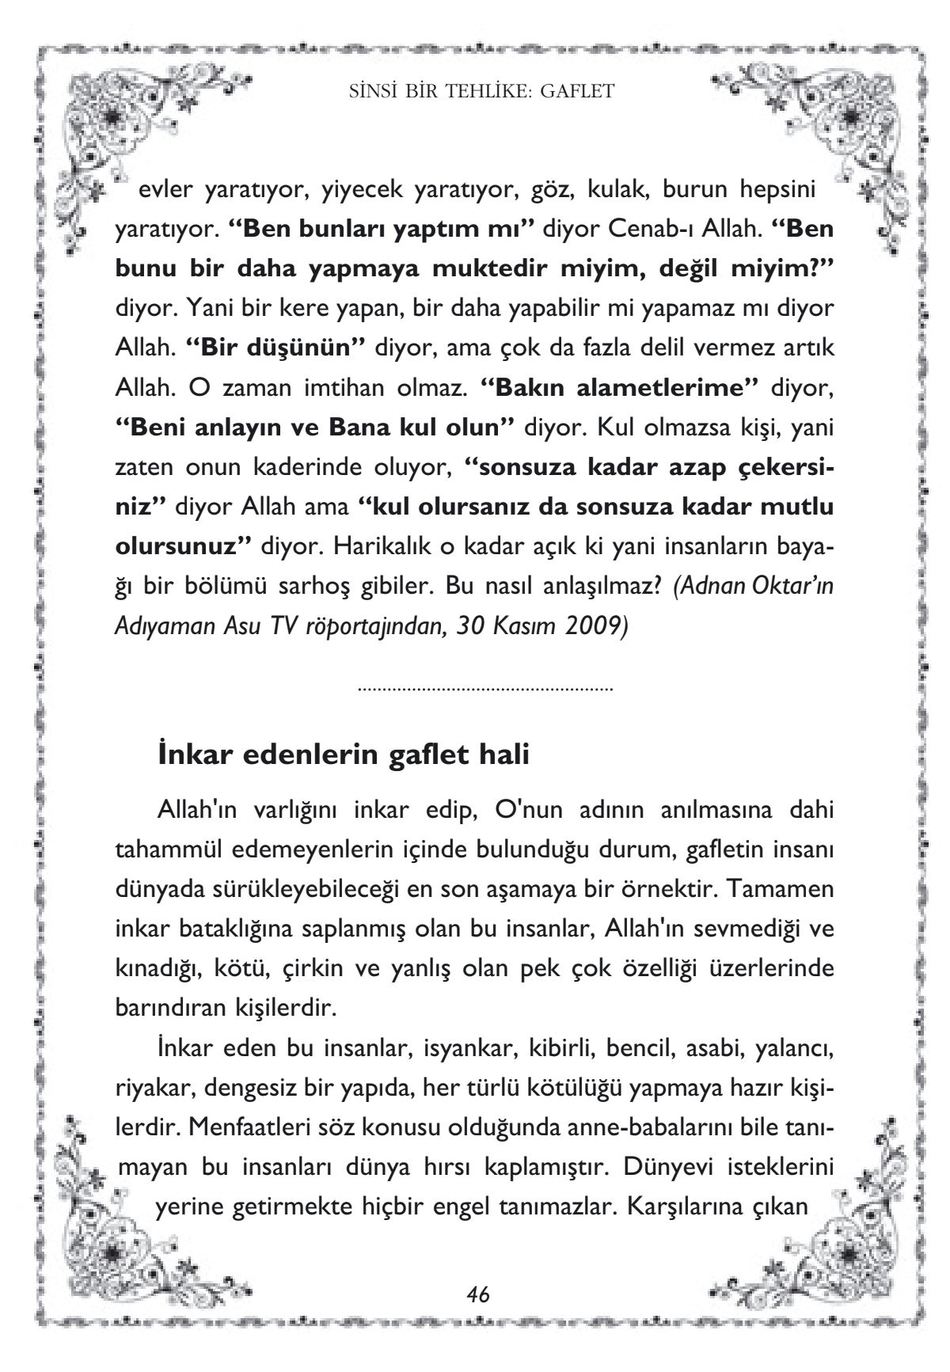 SİNSİ BİR TEHLİKE: GAFLET
evler yaratıyor, yiyecek yaratıyor, göz, kulak, burun hepsini
yaratıyor. “Ben bunları yaptım mı” diyor Cenab-ı Allah. “Ben
bunu bir daha yapmaya muktedir miyim, değil miyim?”
diyor. Yani bir kere yapan, bir daha yapabilir mi yapamaz mı diyor
Allah. “Bir düşünün” diyor, ama çok da fazla delil vermez artık
Allah. O zaman imtihan olmaz. “Bakın alametlerime” diyor,
“Beni anlayın ve Bana kul olun” diyor. Kul olmazsa kişi, yani
zaten onun kaderinde oluyor, “sonsuza kadar azap çekersi-
niz” diyor Allah ama “kul olursanız da sonsuza kadar mutlu
olursunuz” diyor. Harikalık o kadar açık ki yani insanların baya-
ğı bir bölümü sarhoş gibiler. Bu nasıl anlaşılmaz? (Adnan Oktar’ın
Adıyaman Asu TV röportajından, 30 Kasım 2009)
....................................................
İnkar edenlerin gaflet hali
Allah'ın varlığını inkar edip, O'nun adının anılmasına dahi
tahammül edemeyenlerin içinde bulunduğu durum, gafletin insanı
dünyada sürükleyebileceği en son aşamaya bir örnektir. Tamamen
inkar bataklığına saplanmış olan bu insanlar, Allah'ın sevmediği ve
kınadığı, kötü, çirkin ve yanlış olan pek çok özelliği üzerlerinde
barındıran kişilerdir.
İnkar eden bu insanlar, isyankar, kibirli, bencil, asabi, yalancı,
riyakar, dengesiz bir yapıda, her türlü kötülüğü yapmaya hazır kişi-
lerdir. Menfaatleri söz konusu olduğunda anne-babalarını bile tanı-
mayan bu insanları dünya hırsı kaplamıştır. Dünyevi isteklerini
yerine getirmekte hiçbir engel tanımazlar. Karşılarına çıkan
46